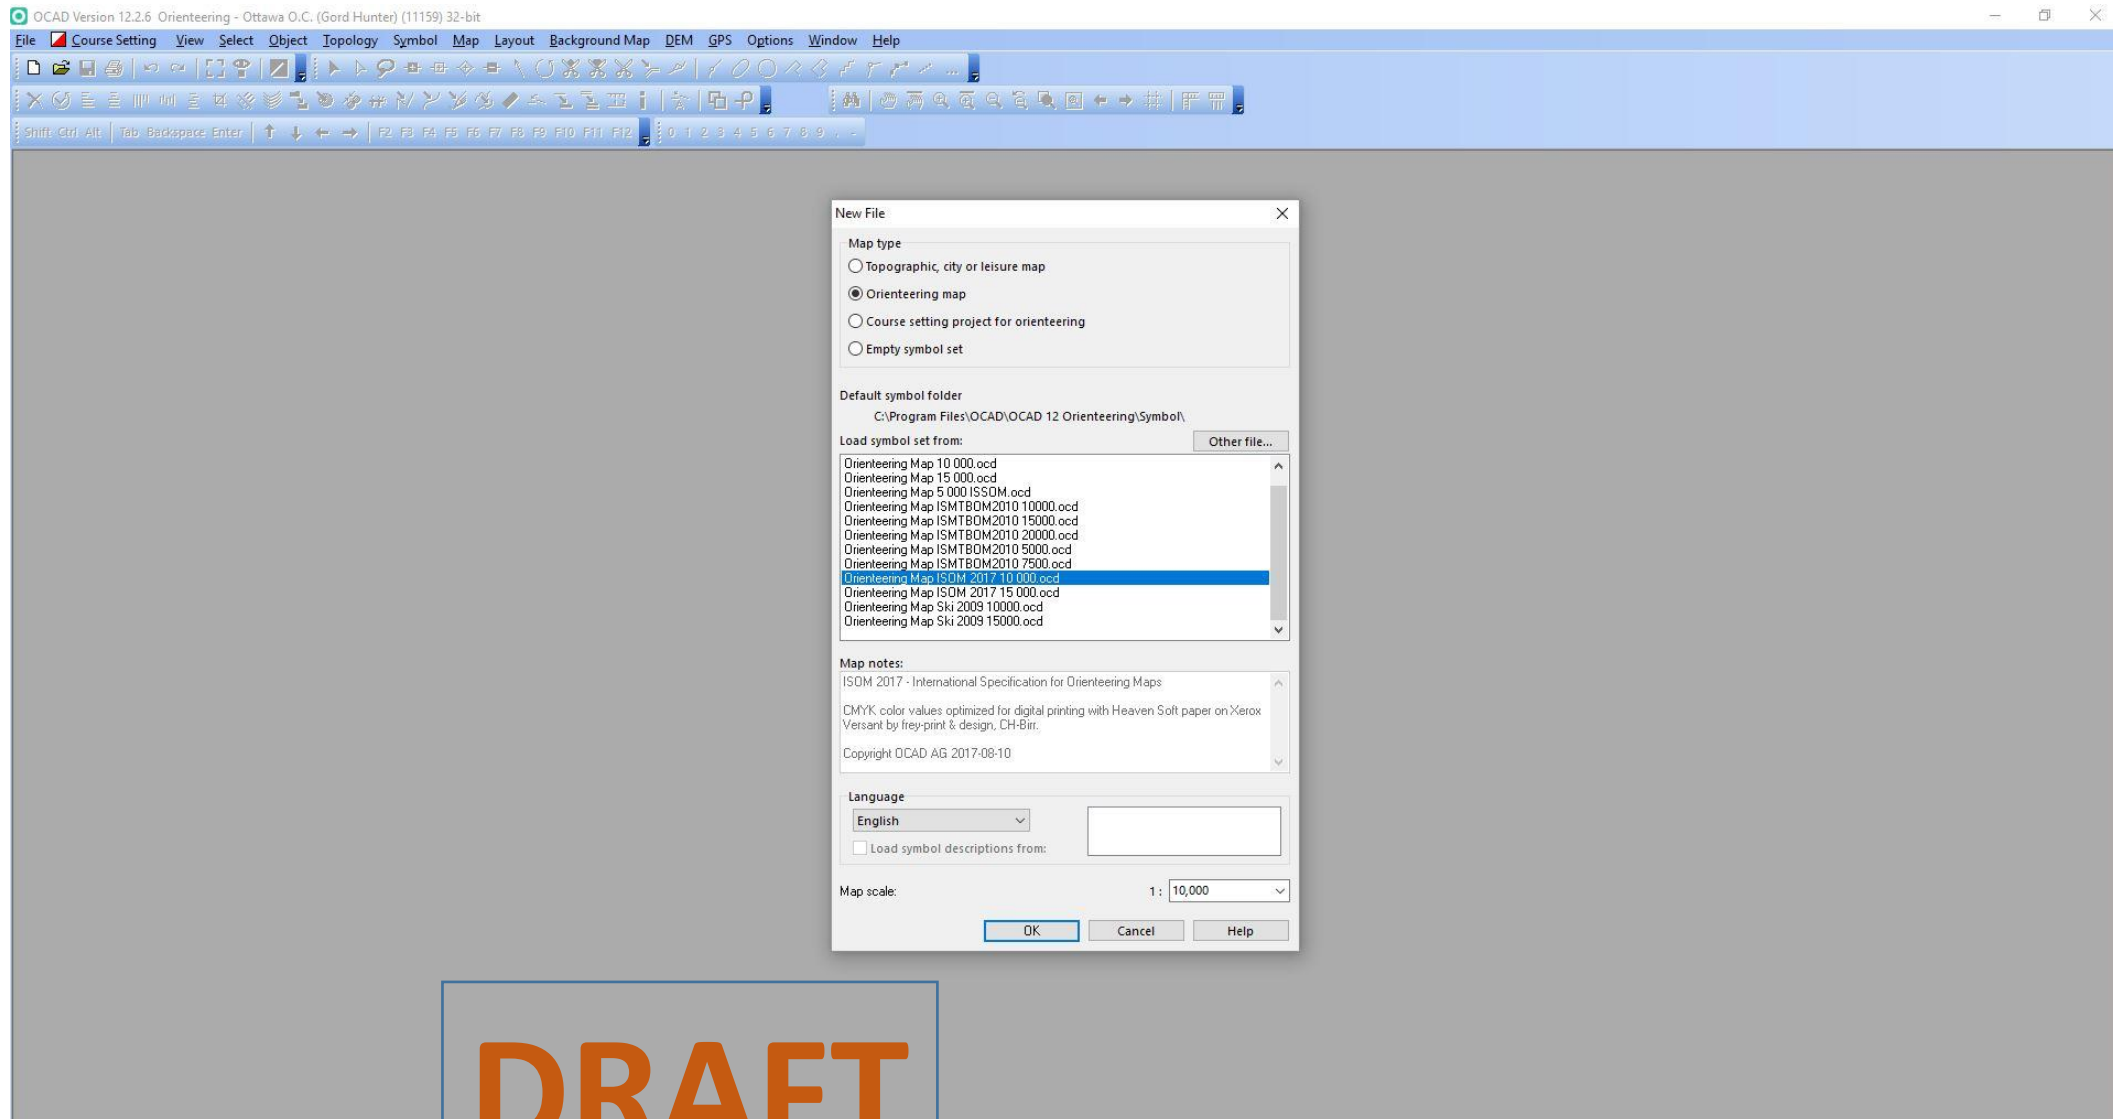 OCAD Version 12.2.6 Orienteering - Ottawa O.C. (Gord Hunter) (11159) 32-bit
File Course Setting View Select Object Topology Symbol Map Layout Background Map DEM GPS Options Window Help
Shift Ctrl Alt Tab Backspace Enter F2 F3 F4 F5 F6 F7 F8 F9 F10 F11 F12 0 1 2 3 4 5 6 7 8 9 . -
New File
Map type
Topographic, city or leisure map
Orienteering map
Course setting project for orienteering
Empty symbol set
Default symbol folder
C:\Program Files\OCAD\OCAD 12 Orienteering\Symbol\
Load symbol set from:
Other file...
Orienteering Map 10 000.ocd
Orienteering Map 15 000.ocd
Orienteering Map 5 000 ISSOM.ocd
Orienteering Map ISMTBOM2010 10000.ocd
Orienteering Map ISMTBOM2010 15000.ocd
Orienteering Map ISMTBOM2010 20000.ocd
Orienteering Map ISMTBOM2010 5000.ocd
Orienteering Map ISMTBOM2010 7500.ocd
Orienteering Map ISOM 2017 10 000.ocd
Orienteering Map ISOM 2017 15 000.ocd
Orienteering Map Ski 2009 10000.ocd
Orienteering Map Ski 2009 15000.ocd
Map notes:
ISOM 2017 - International Specification for Orienteering Maps
CMYK color values optimized for digital printing with Heaven Soft paper on Xerox
Versant by frey-print & design, CH-Birr.
Copyright OCAD AG 2017-08-10
Language
English
Load symbol descriptions from:
Map scale:
1 : 10,000
OK Cancel Help
DRAFT